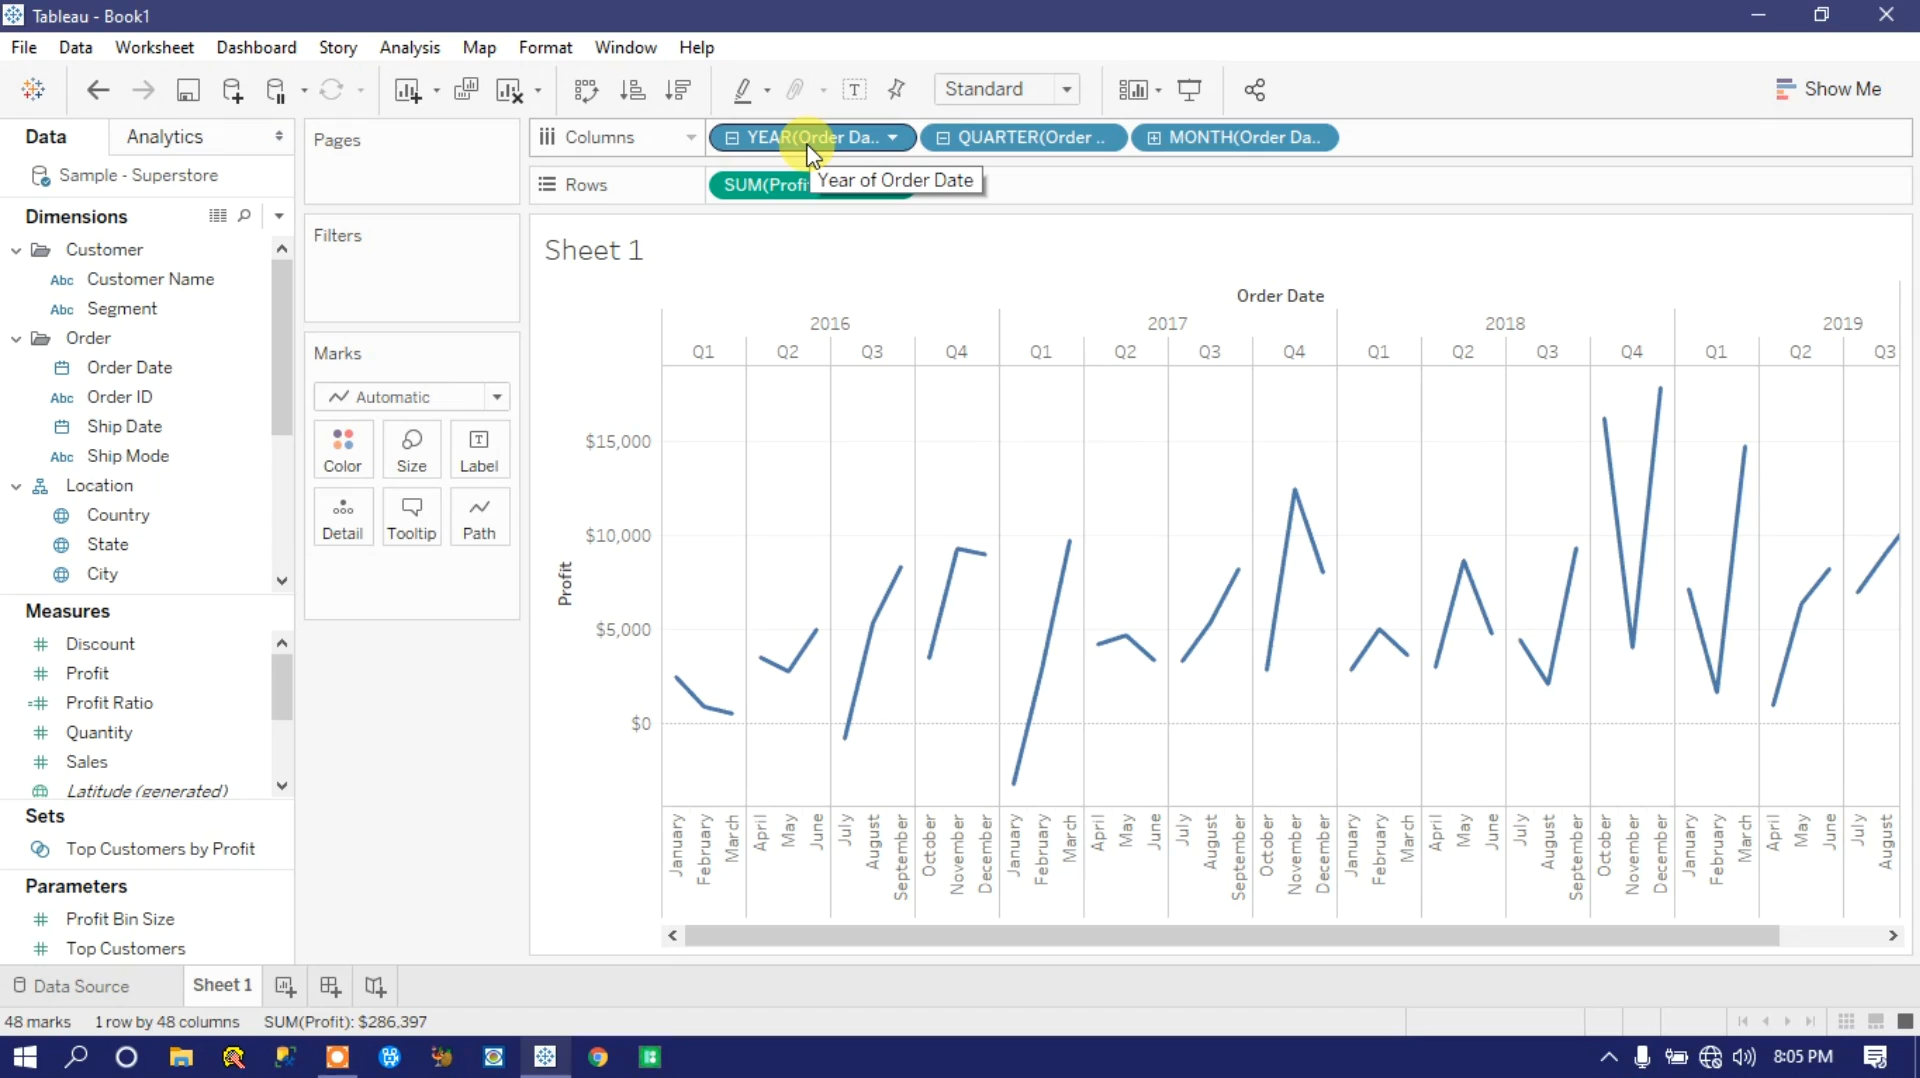 Tableau - Book1
File Data Worksheet Dashboard Story Analysis Map Format Window Help
Standard
Show Me
Data Analytics
Sample - Superstore
Dimensions
Customer
Abc Customer Name
Abc Segment
Order
Order Date
Abc Order ID
Ship Date
Abc Ship Mode
Location
Country
State
City
Measures
Discount
Profit
Profit Ratio
Quantity
Sales
Latitude (generated)
Sets
Top Customers by Profit
Parameters
Profit Bin Size
Top Customers
Pages
Filters
Marks
Automatic
Color Size Label
Detail Tooltip Path
Columns YEAR(Order Da.. QUARTER(Order .. MONTH(Order Da..
Rows SUM(Profi
Year of Order Date
Sheet 1
Order Date
2016 2017 2018 2019
Q1 Q2 Q3 Q4 Q1 Q2 Q3 Q4 Q1 Q2 Q3 Q4 Q1 Q2 Q3
$15,000
$10,000
$5,000
$0
Profit
January February March April May June July August September October November December January February March April May June July August September October November December January February March April May June July August September October November December January February March April May June July August
Data Source Sheet 1
48 marks 1 row by 48 columns SUM(Profit): $286,397
8:05 PM